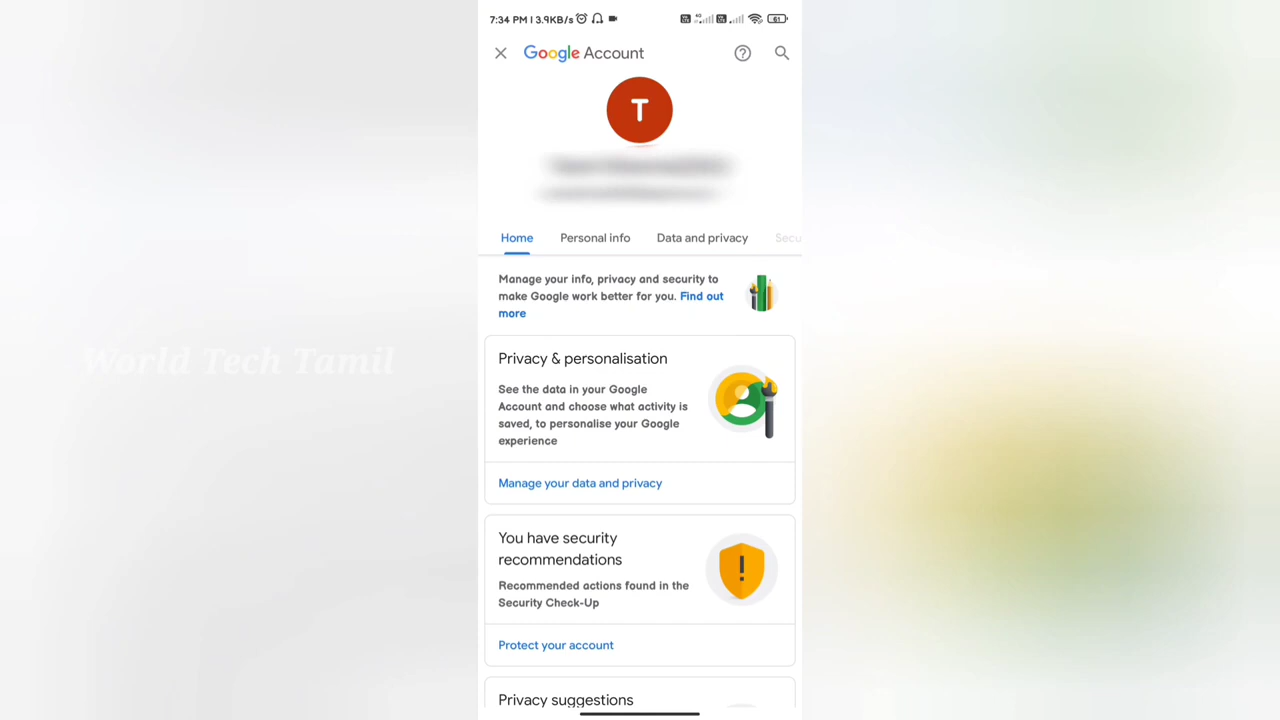 7:34 PM | 3.9KB/s
61
Google Account
T
Home Personal info Data and privacy Secu
Manage your info, privacy and security to
make Google work better for you. Find out
more
Privacy & personalisation
See the data in your Google
Account and choose what activity is
saved, to personalise your Google
experience
Manage your data and privacy
World Tech Tamil
You have security
recommendations
Recommended actions found in the
Security Check-Up
Protect your account
Privacy suggestions